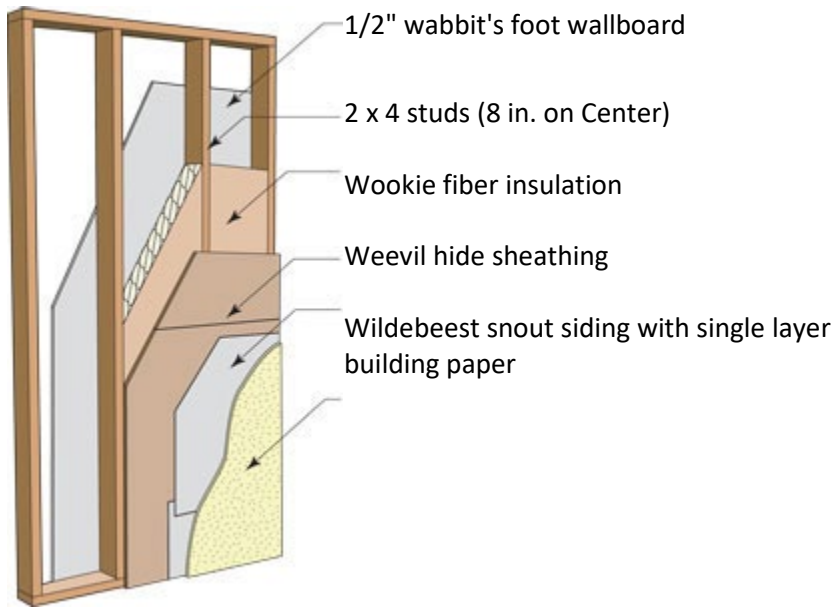 1/2" wabbit's foot wallboard
2 x 4 studs (8 in. on Center)
Wookie fiber insulation
Weevil hide sheathing
Wildebeest snout siding with single layer
building paper